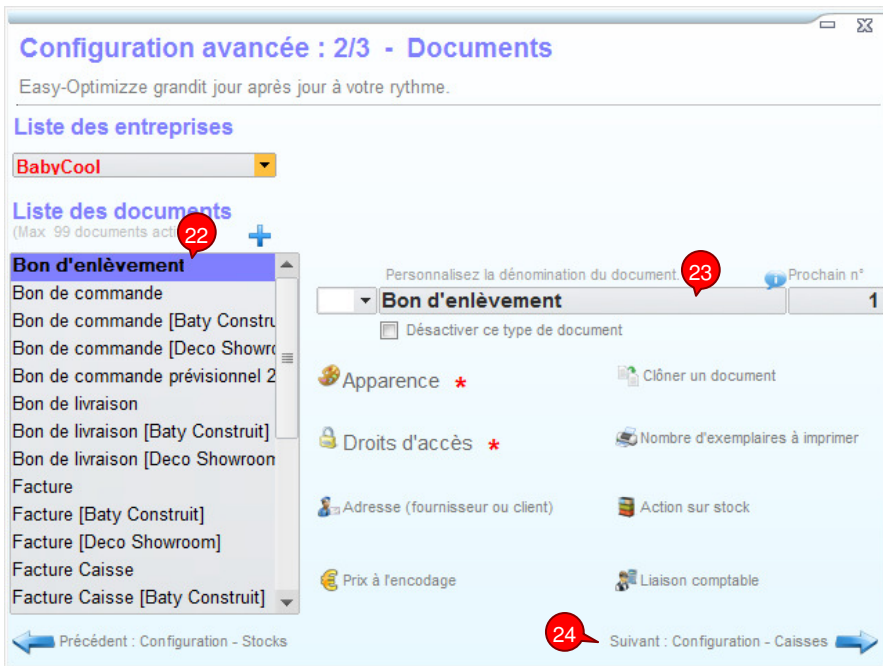 Configuration avancée : 2/3 - Documents
Easy-Optimizze grandit jour après jour à votre rythme.
Liste des entreprises
BabyCool
Liste des documents
(Max 99 documents acti
22
Bon d'enlèvement
Bon de commande
Bon de commande [Baty Constru
Bon de commande [Deco Showro
Bon de commande prévisionnel 2
Bon de livraison
Bon de livraison [Baty Construit]
Bon de livraison [Deco Showroom
Facture
Facture [Baty Construit]
Facture [Deco Showroom]
Facture Caisse
Facture Caisse [Baty Construit]
Personnalisez la dénomination du document.
23
Prochain n°
Bon d'enlèvement
1
Désactiver ce type de document
Apparence *
Clôner un document
Droits d'accès *
Nombre d'exemplaires à imprimer
Adresse (fournisseur ou client)
Action sur stock
Prix à l'encodage
Liaison comptable
Précédent : Configuration - Stocks
24
Suivant : Configuration - Caisses